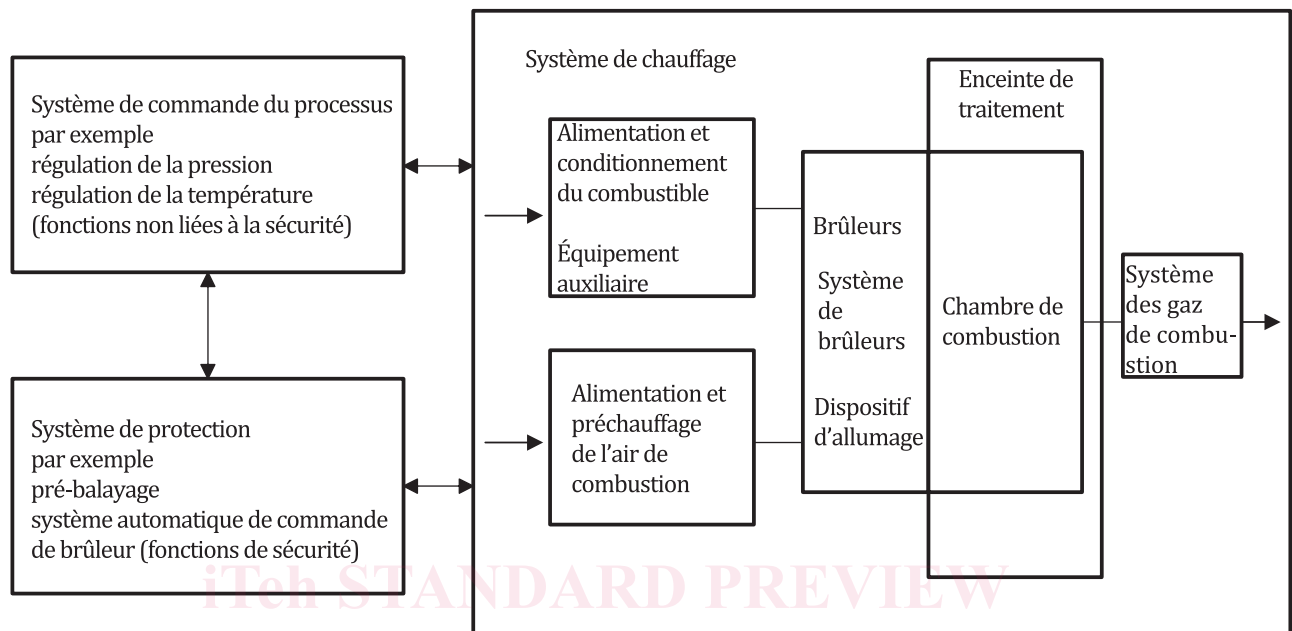 Système de chauffage
Système de commande du processus
par exemple
régulation de la pression
régulation de la température
(fonctions non liées à la sécurité)
Système de protection
par exemple
pré-balayage
système automatique de commande
de brûleur (fonctions de sécurité)
Alimentation et
conditionnement
du combustible
Équipement
auxiliaire
Alimentation et
préchauffage
de l'air de
combustion
Brûleurs
Système
de
brûleurs
Dispositif
d'allumage
Enceinte de
traitement
Chambre de
combustion
Système
des gaz
de combu-
stion
iTeh STANDARD PREVIEW